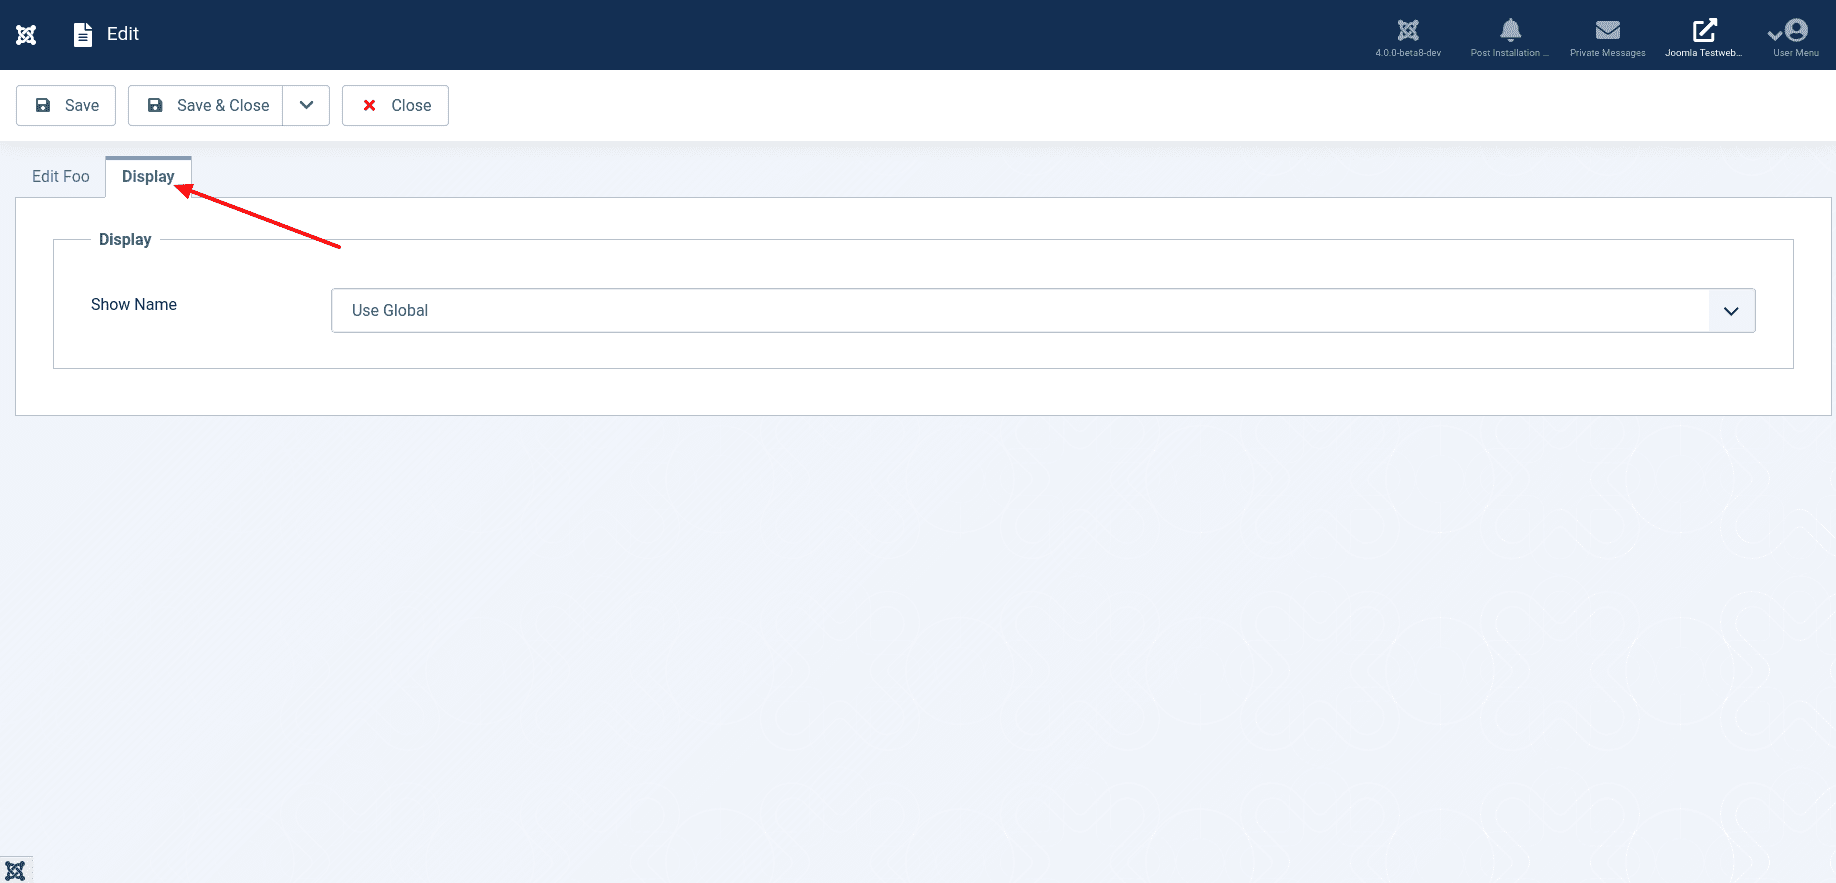 Edit
4.0.0-beta8-dev
Post Installation ...
Private Messages
Joomla Testweb...
User Menu
Save
Save & Close
Close
Edit Foo
Display
Display
Show Name
Use Global